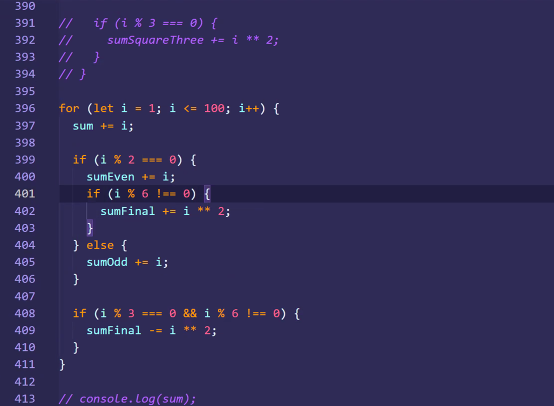 390
391 //   if (i % 3 === 0) {
392 //     sumSquareThree += i ** 2;
393 //   }
394 // }
395
396 for (let i = 1; i <= 100; i++) {
397   sum += i;
398
399   if (i % 2 === 0) {
400     sumEven += i;
401     if (i % 6 !== 0) {
402       sumFinal += i ** 2;
403     }
404   } else {
405     sumOdd += i;
406   }
407
408   if (i % 3 === 0 && i % 6 !== 0) {
409     sumFinal -= i ** 2;
410   }
411 }
412
413 // console.log(sum);